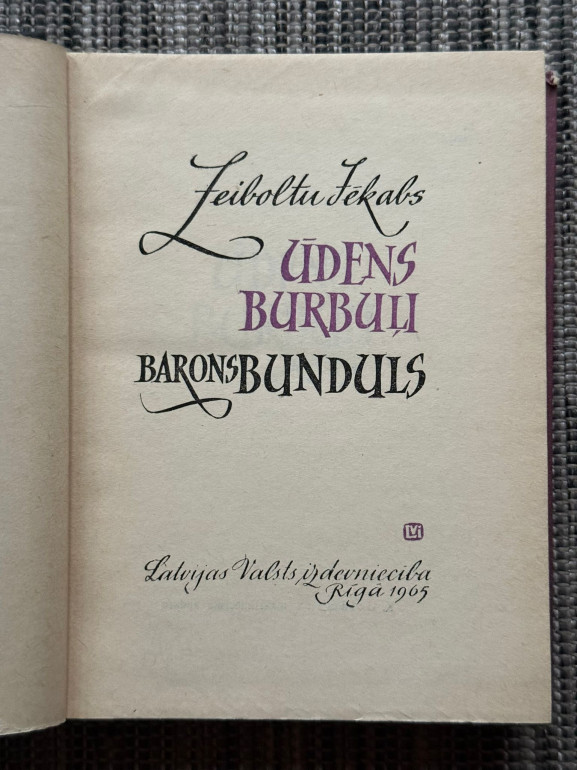 Zeiboltu Jēkabs
ŪDENS
BURBUĻI
BARONS BUNDULS
LVI
Latvijas Valsts izdevniecība
Rīgā 1965